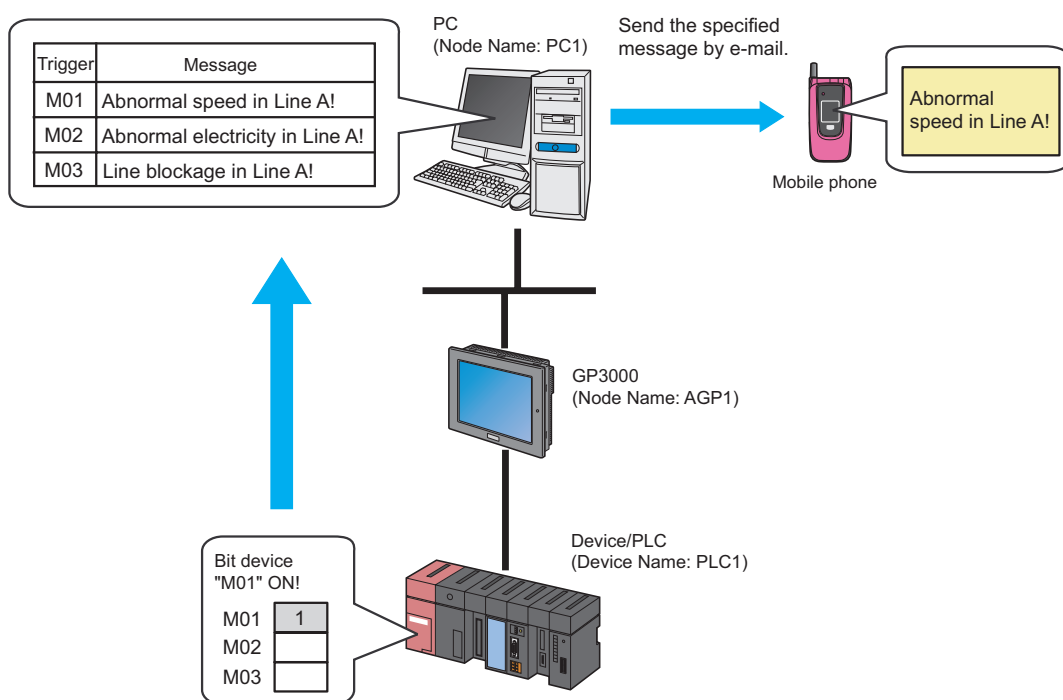 PC
(Node Name: PC1)
Send the specified
message by e-mail.
Trigger Message
M01 Abnormal speed in Line A!
M02 Abnormal electricity in Line A!
M03 Line blockage in Line A!
Abnormal
speed in Line A!
Mobile phone
GP3000
(Node Name: AGP1)
Device/PLC
(Device Name: PLC1)
Bit device
"M01" ON!
M01 1
M02
M03